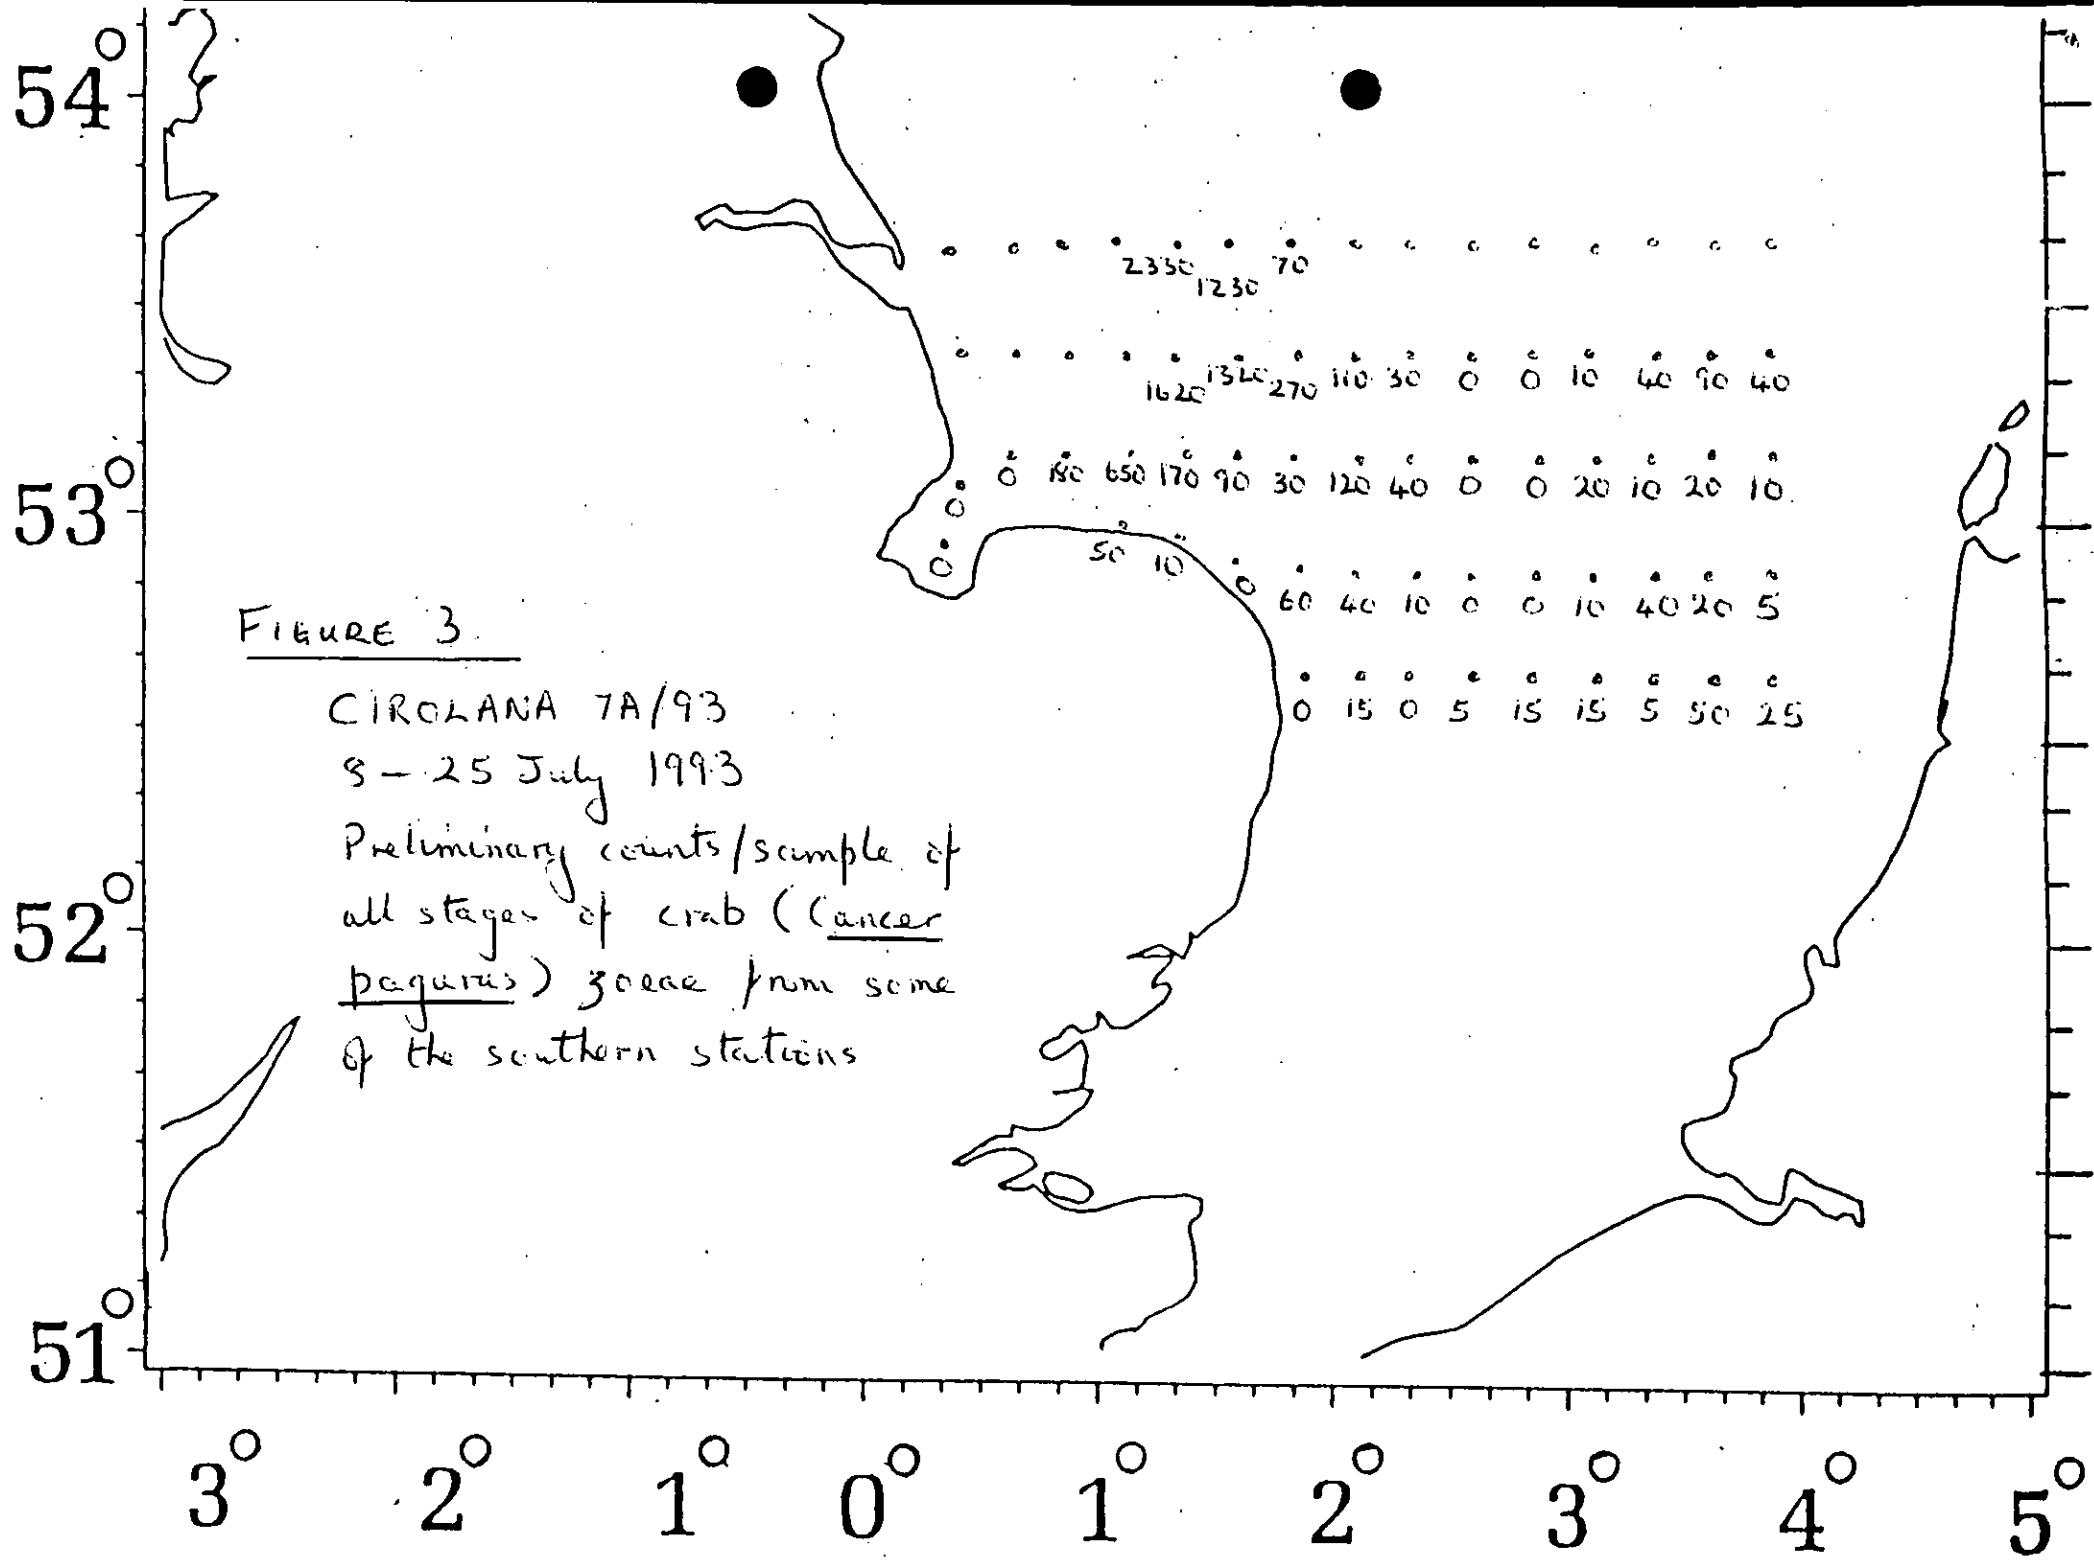 54°
2330 1230 70
1620 1320 270 110 30 0 0 10 40 90 40
53°
0 0 180 650 170 90 30 120 40 0 0 20 10 20 10
0 50 10 0 60 40 10 0 0 10 40 20 5
FIGURE 3
0 15 0 5 15 15 5 50 25
CIROLANA 7A/93
8 - 25 July 1993
Preliminary counts/sample of
52°
all stages of crab (Cancer
pagurus) zoeae from some
of the southern stations
51°
3° 2° 1° 0° 1° 2° 3° 4° 5°